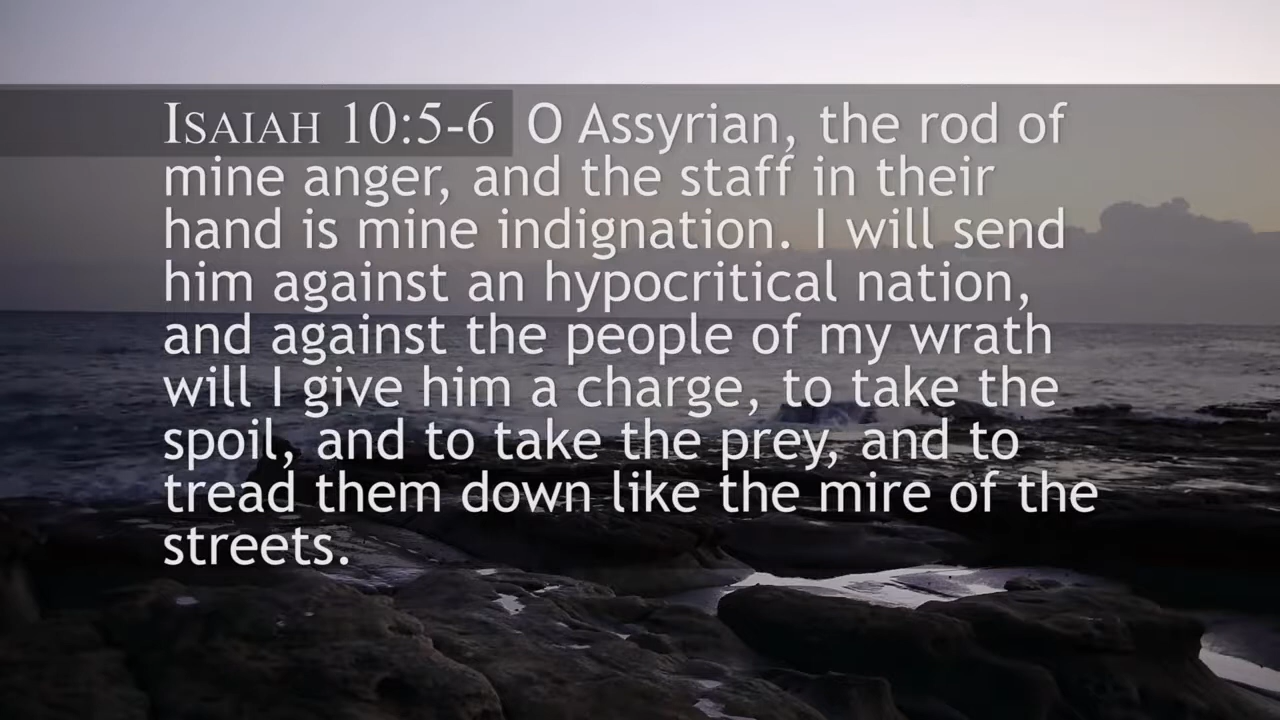 ISAIAH 10:5-6 O Assyrian, the rod of
mine anger, and the staff in their
hand is mine indignation. I will send
him against an hypocritical nation,
and against the people of my wrath
will I give him a charge, to take the
spoil, and to take the prey, and to
tread them down like the mire of the
streets.